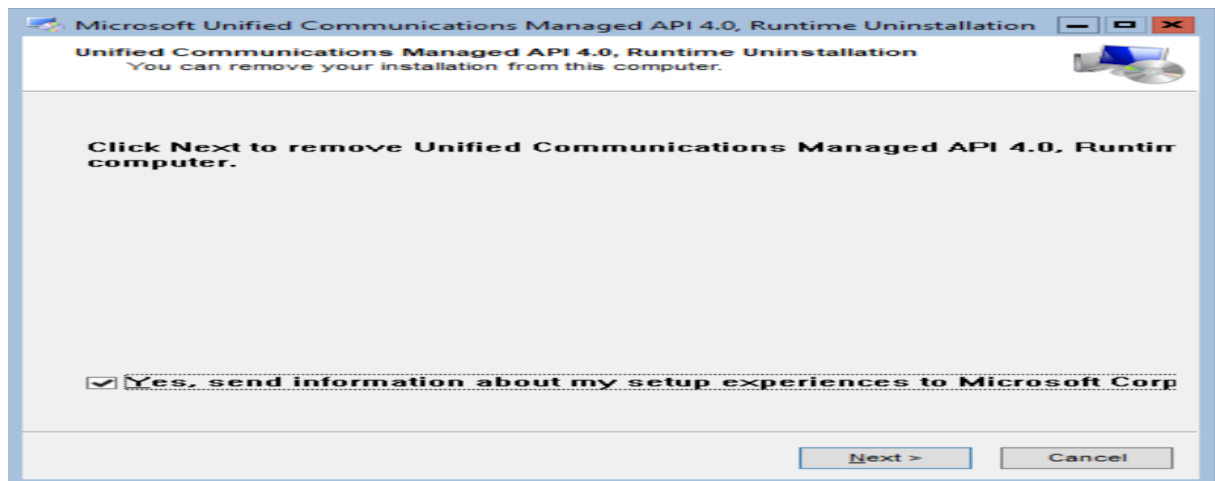 Microsoft Unified Communications Managed API 4.0, Runtime Uninstallation
Unified Communications Managed API 4.0, Runtime Uninstallation
You can remove your installation from this computer.
Click Next to remove Unified Communications Managed API 4.0,
computer.
Yes, send information about my setup experiences to Microsoft Corp
Next >
Cancel